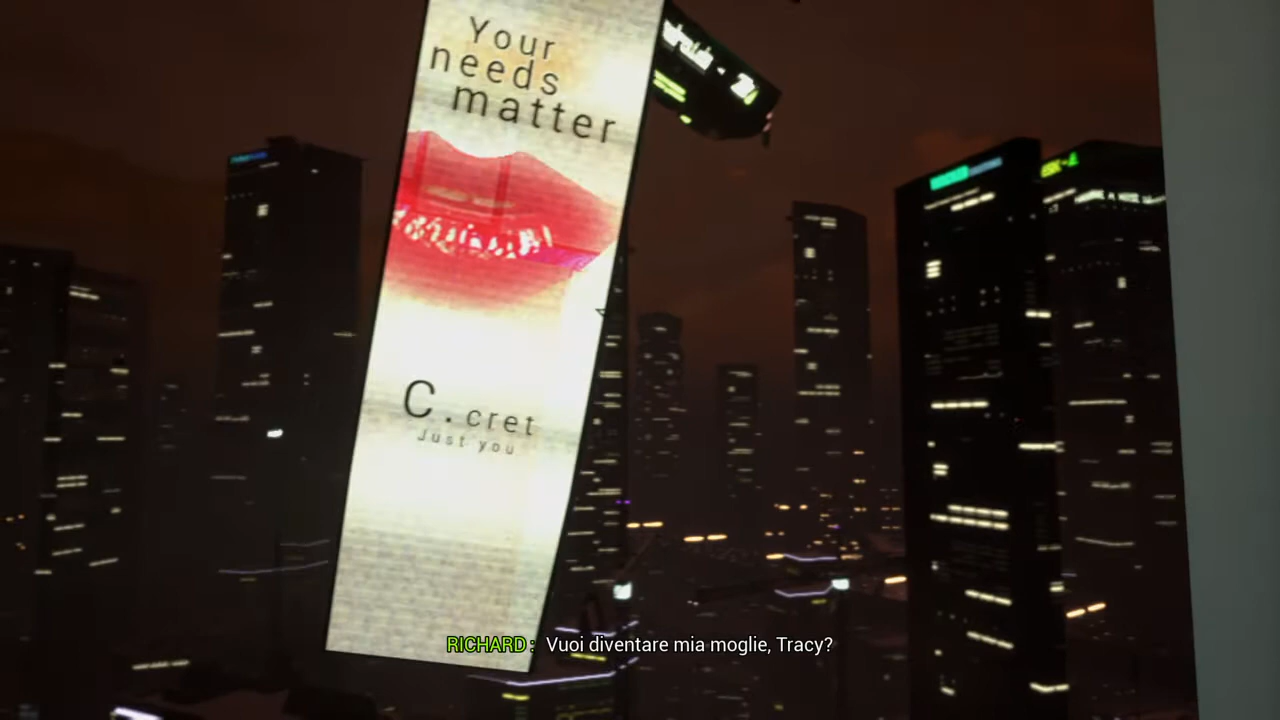 Your
needs
matter
C.cret
Just you
RICHARD: Vuoi diventare mia moglie, Tracy?